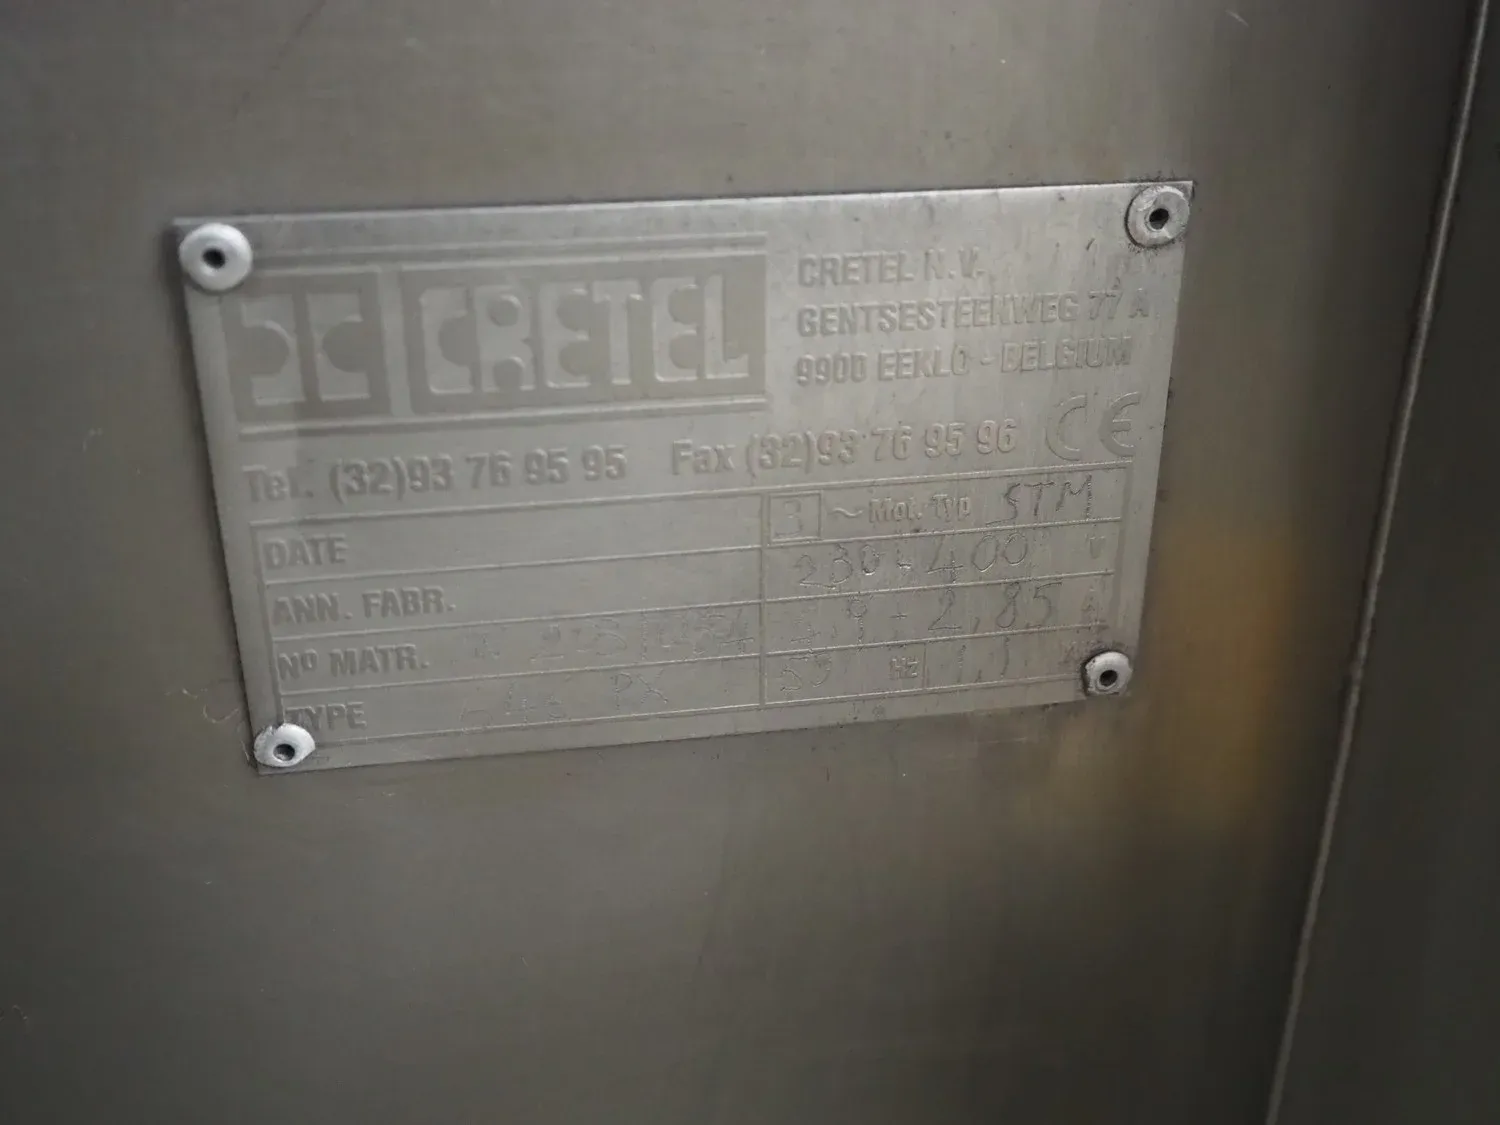 CRETEL
CRETEL N.V.
GENTSESTEENWEG 77 A
9900 EEKLO - BELGIUM
Tel. (32)93 76 95 95 Fax (32)93 76 95 96 CE
3 ~ Mot. Typ STM
DATE
230 400 V
ANN. FABR.
2,85 A
Nº MATR.
Hz
TYPE